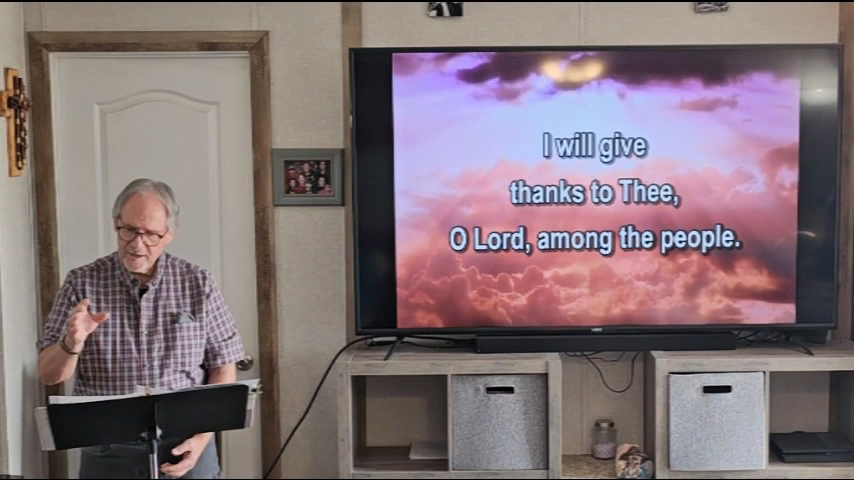 I will give
thanks to Thee,
O Lord, among the people.